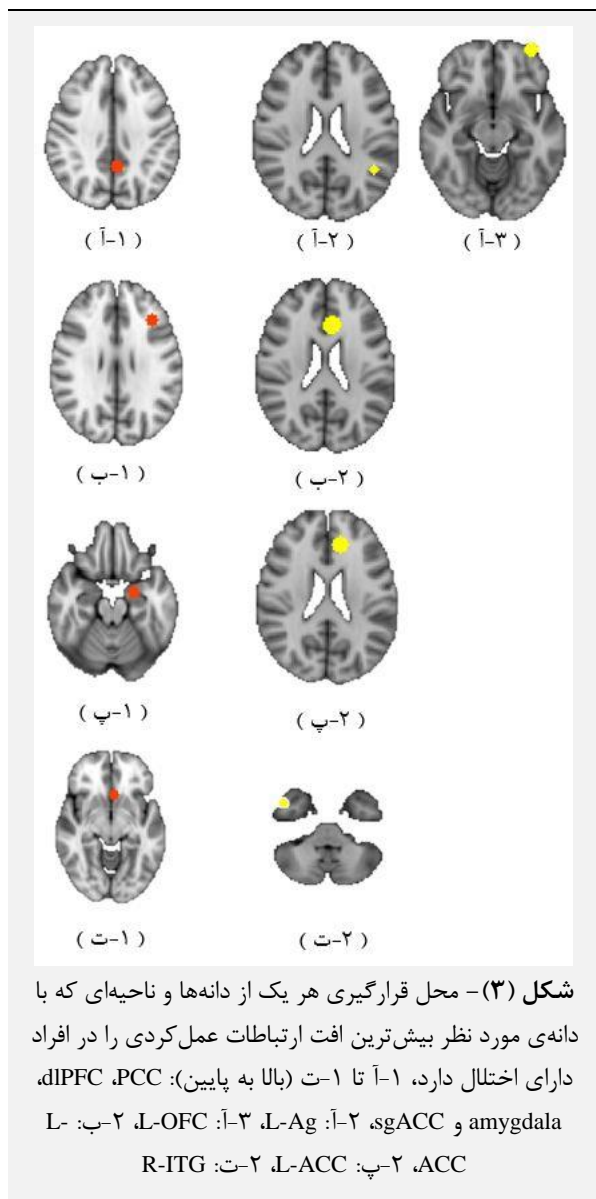 ( ۱-آ )
( ۲-آ )
( ۳-آ )
( ۱-ب )
( ۲-ب )
( ۱-پ )
( ۲-پ )
( ۱-ت )
( ۲-ت )
شکل (۳)- محل قرارگیری هر یک از دانه‌ها و ناحیه‌ای که با
دانه‌ی مورد نظر بیش‌ترین افت ارتباطات عمل‌کردی را در افراد
دارای اختلال دارد، ۱-آ تا ۱-ت (بالا به پایین): dlPFC ،PCC،
amygdala و sgACC، ۲-آ: L-Ag، ۳-آ: L-OFC، ۲-ب: L-
ACC، ۲-پ: L-ACC، ۲-ت: R-ITG